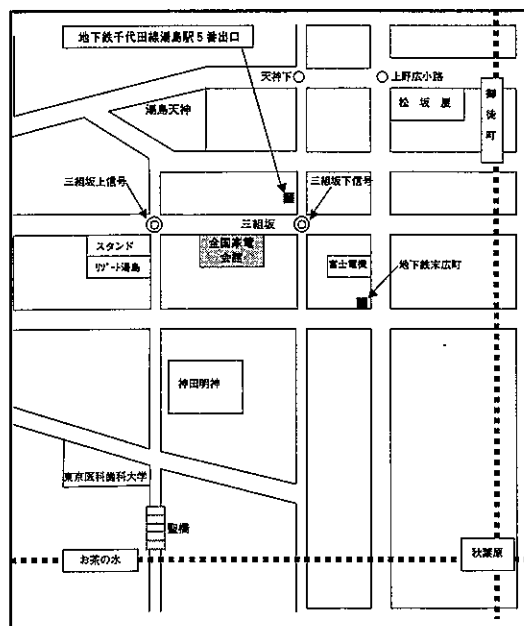 地下鉄千代田線湯島駅5番出口
天神下
上野広小路
松坂屋
御徒町
湯島天神
三組坂上信号
三組坂下信号
三組坂
スタンド
リゾート湯島
全国家電
会館
富士電機
地下鉄末広町
神田明神
東京医科歯科大学
聖橋
お茶の水
秋葉原